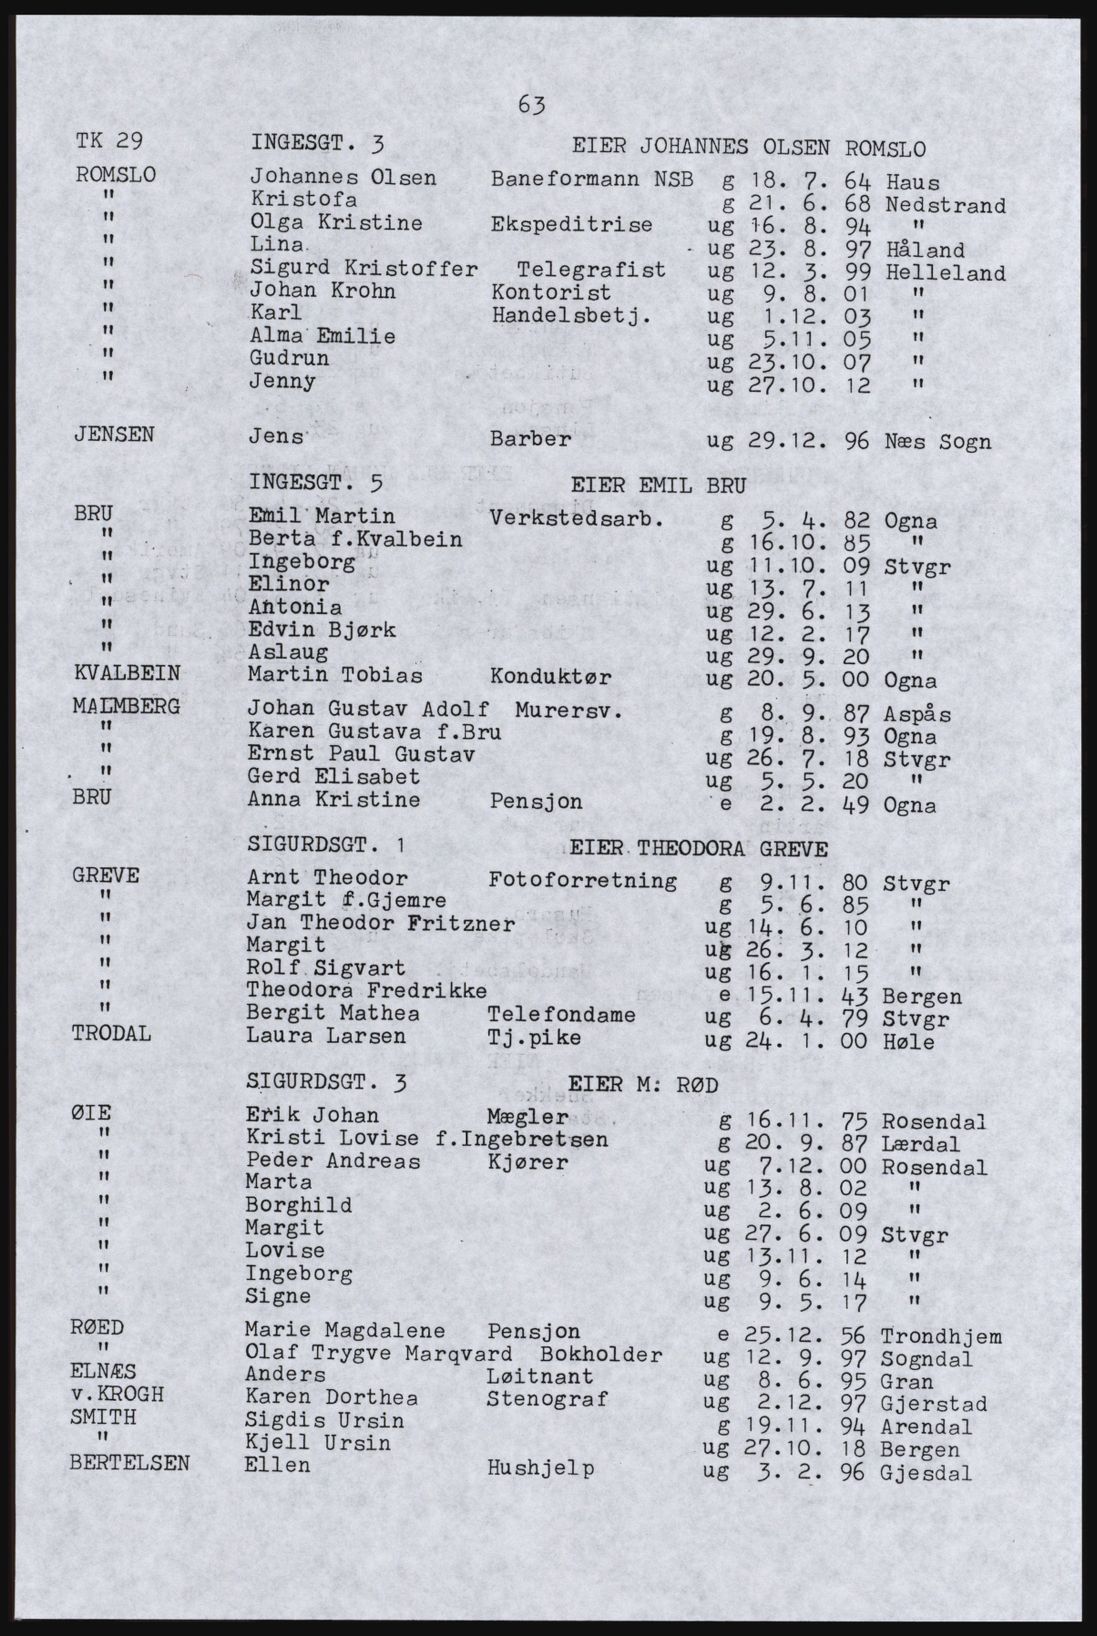 63
TK 29 INGESGT. 3 EIER JOHANNES OLSEN ROMSLO
ROMSLO Johannes Olsen Baneformann NSB g 18. 7. 64 Haus
" Kristofa g 21. 6. 68 Nedstrand
" Olga Kristine Ekspeditrise ug 16. 8. 94 "
" Lina ug 23. 8. 97 Håland
" Sigurd Kristoffer Telegrafist ug 12. 3. 99 Helleland
" Johan Krohn Kontorist ug 9. 8. 01 "
" Karl Handelsbetj. ug 1.12. 03 "
" Alma Emilie ug 5.11. 05 "
" Gudrun ug 23.10. 07 "
" Jenny ug 27.10. 12 "
JENSEN Jens Barber ug 29.12. 96 Næs Sogn
INGESGT. 5 EIER EMIL BRU
BRU Emil Martin Verkstedsarb. g 5. 4. 82 Ogna
" Berta f.Kvalbein g 16.10. 85 "
" Ingeborg ug 11.10. 09 Stvgr
" Elinor ug 13. 7. 11 "
" Antonia ug 29. 6. 13 "
" Edvin Bjørk ug 12. 2. 17 "
" Aslaug ug 29. 9. 20 "
KVALBEIN Martin Tobias Konduktør ug 20. 5. 00 Ogna
MALMBERG Johan Gustav Adolf Murersv. g 8. 9. 87 Aspås
" Karen Gustava f.Bru g 19. 8. 93 Ogna
" Ernst Paul Gustav ug 26. 7. 18 Stvgr
" Gerd Elisabet ug 5. 5. 20 "
BRU Anna Kristine Pensjon e 2. 2. 49 Ogna
SIGURDSGT. 1 EIER THEODORA GREVE
GREVE Arnt Theodor Fotoforretning g 9.11. 80 Stvgr
" Margit f.Gjemre g 5. 6. 85 "
" Jan Theodor Fritzner ug 14. 6. 10 "
" Margit ug 26. 3. 12 "
" Rolf Sigvart ug 16. 1. 15 "
" Theodora Fredrikke e 15.11. 43 Bergen
" Bergit Mathea Telefondame ug 6. 4. 79 Stvgr
TRODAL Laura Larsen Tj.pike ug 24. 1. 00 Høle
SIGURDSGT. 3 EIER M: RØD
ØIE Erik Johan Mægler g 16.11. 75 Rosendal
" Kristi Lovise f.Ingebretsen g 20. 9. 87 Lærdal
" Peder Andreas Kjører ug 7.12. 00 Rosendal
" Marta ug 13. 8. 02 "
" Borghild ug 2. 6. 09 "
" Margit ug 27. 6. 09 Stvgr
" Lovise ug 13.11. 12 "
" Ingeborg ug 9. 6. 14 "
" Signe ug 9. 5. 17 "
RØED Marie Magdalene Pensjon e 25.12. 56 Trondhjem
" Olaf Trygve Marqvard Bokholder ug 12. 9. 97 Sogndal
ELNÆS Anders Løitnant ug 8. 6. 95 Gran
v.KROGH Karen Dorthea Stenograf ug 2.12. 97 Gjerstad
SMITH Sigdis Ursin g 19.11. 94 Arendal
" Kjell Ursin ug 27.10. 18 Bergen
BERTELSEN Ellen Hushjelp ug 3. 2. 96 Gjesdal